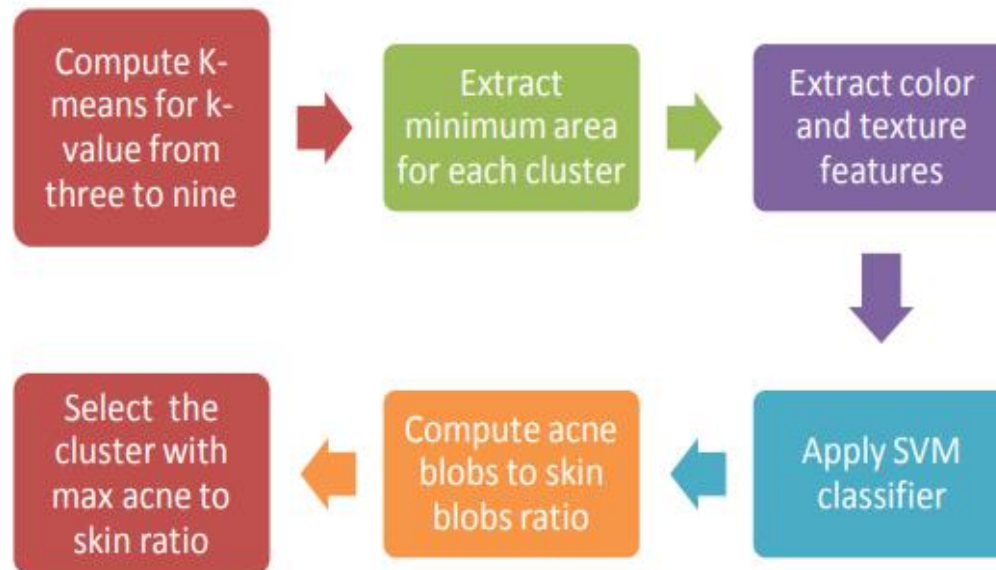 Compute K-
means for k-
value from
three to nine
Extract
minimum area
for each cluster
Extract color
and texture
features
Apply SVM
classifier
Compute acne
blobs to skin
blobs ratio
Select the
cluster with
max acne to
skin ratio